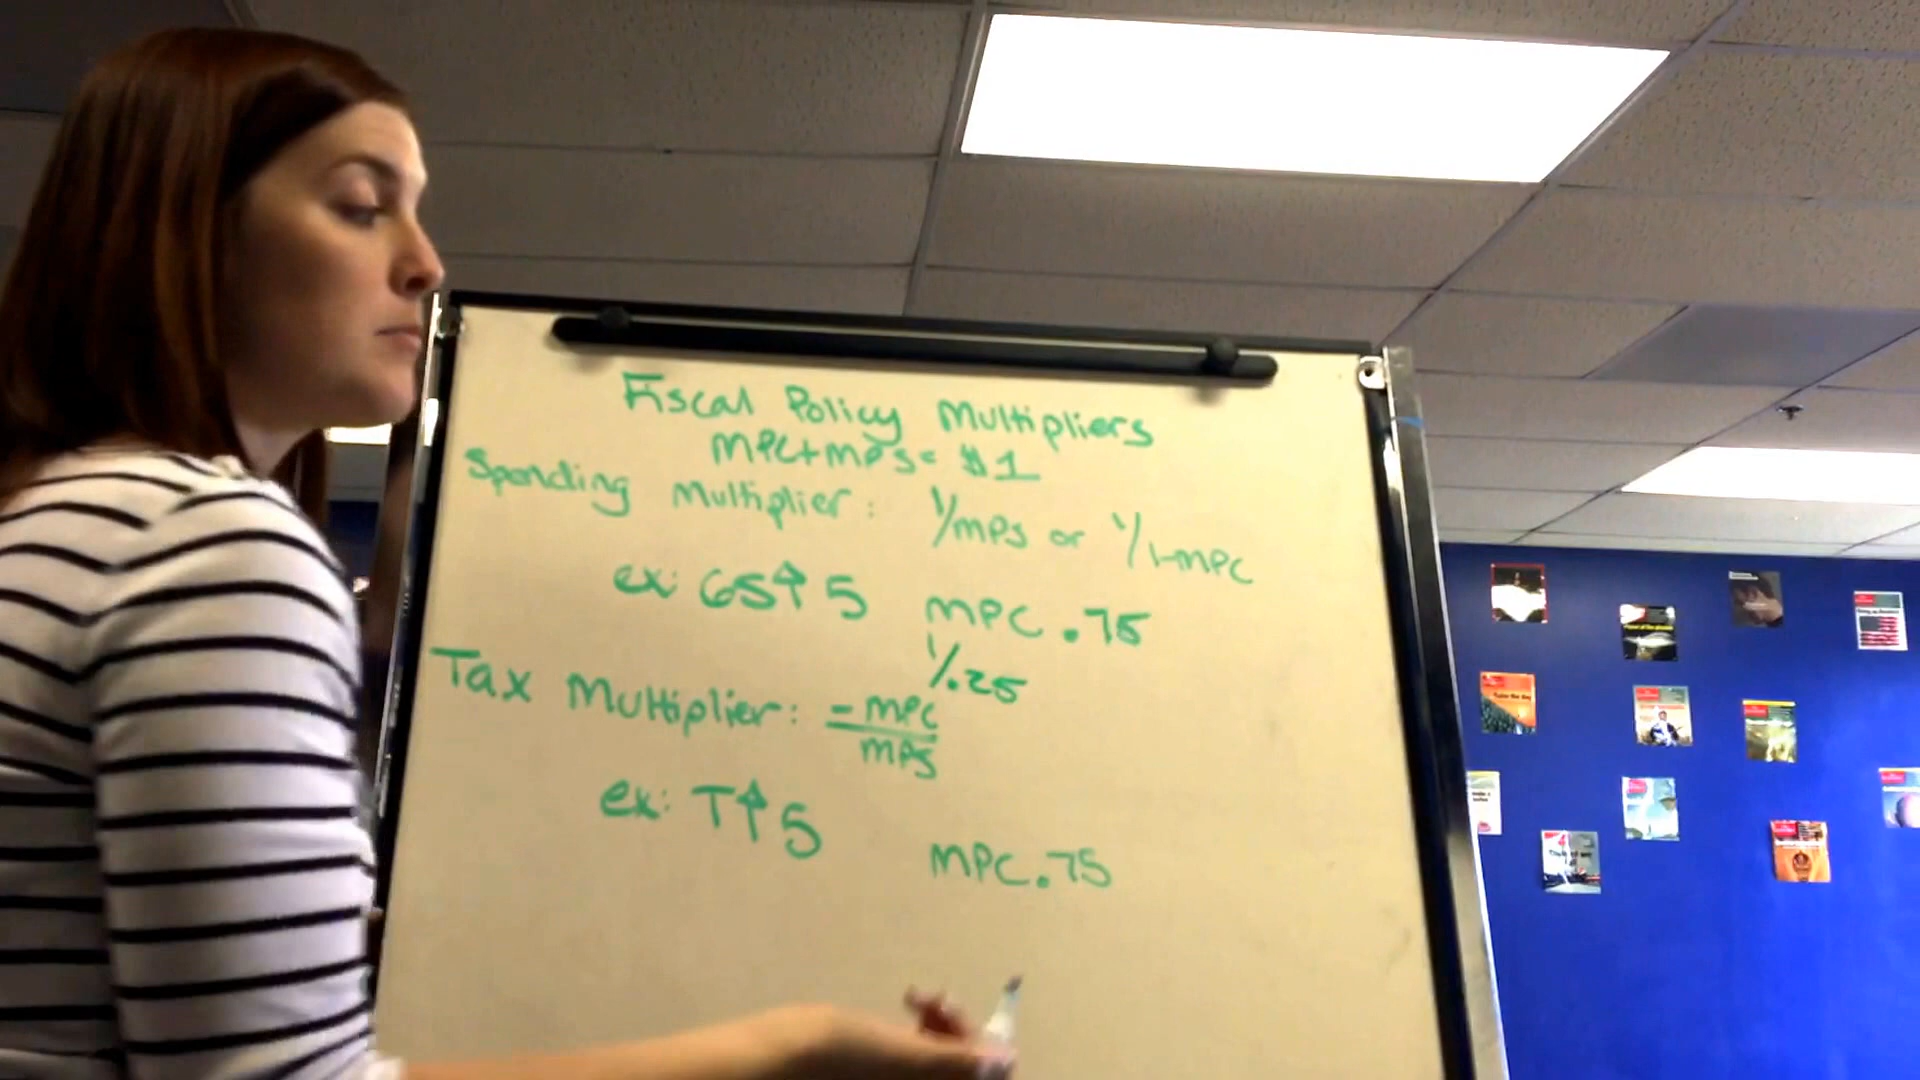 Fiscal Policy Multipliers
MPC+MPS = $1
Spending Multiplier: 1/MPS or 1/1-MPC
ex: GS↑ 5 MPC .75
1/.25
Tax Multiplier: -MPC
MPS
ex: T↑ 5
MPC .75